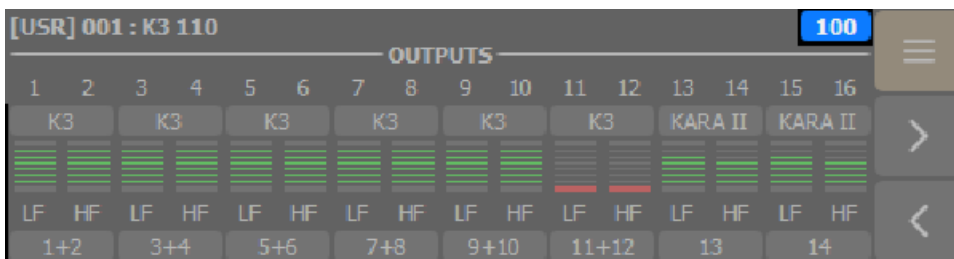 [USR] 001 : K3 110 100
OUTPUTS
1 2 3 4 5 6 7 8 9 10 11 12 13 14 15 16
K3 K3 K3 K3 K3 K3 KARA II KARA II
LF HF LF HF LF HF LF HF LF HF LF HF LF HF LF HF
1+2 3+4 5+6 7+8 9+10 11+12 13 14